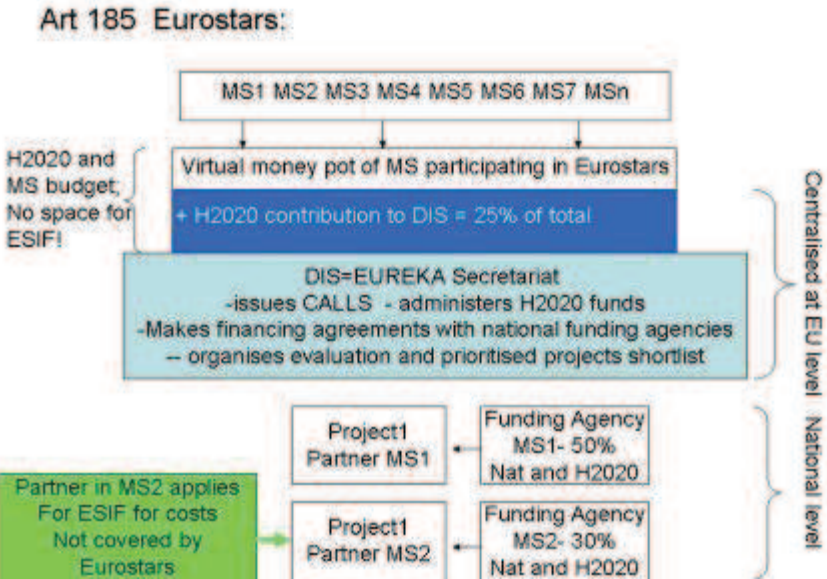 Art 185 Eurostars:
MS1 MS2 MS3 MS4 MS5 MS6 MS7 MSn
H2020 and
MS budget;
No space for
ESIF!
Virtual money pot of MS participating in Eurostars
+ H2020 contribution to DIS = 25% of total
DIS=EUREKA Secretariat
-issues CALLS - administers H2020 funds
-Makes financing agreements with national funding agencies
-- organises evaluation and prioritised projects shortlist
Centralised at EU level
Project1
Partner MS1
Funding Agency
MS1- 50%
Nat and H2020
National level
Partner in MS2 applies
For ESIF for costs
Not covered by
Eurostars
Project1
Partner MS2
Funding Agency
MS2- 30%
Nat and H2020